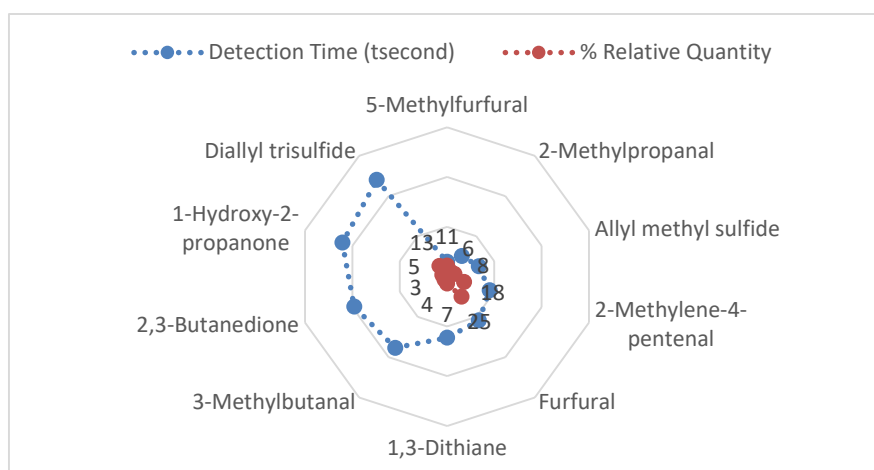 Detection Time (tsecond) % Relative Quantity
5-Methylfurfural
Diallyl trisulfide 2-Methylpropanal
1-Hydroxy-2-
propanone
Allyl methyl sulfide
2,3-Butanedione
2-Methylene-4-
pentenal
3-Methylbutanal Furfural
1,3-Dithiane
11
6
8
18
25
7
4
3
5
13